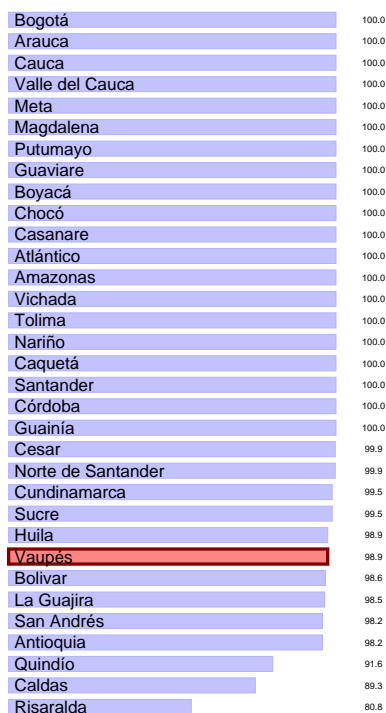 Bogotá 100.0
Arauca 100.0
Cauca 100.0
Valle del Cauca 100.0
Meta 100.0
Magdalena 100.0
Putumayo 100.0
Guaviare 100.0
Boyacá 100.0
Chocó 100.0
Casanare 100.0
Atlántico 100.0
Amazonas 100.0
Vichada 100.0
Tolima 100.0
Nariño 100.0
Caquetá 100.0
Santander 100.0
Córdoba 100.0
Guainía 100.0
Cesar 99.9
Norte de Santander 99.9
Cundinamarca 99.5
Sucre 99.5
Huila 98.9
Vaupés 98.9
Bolivar 98.6
La Guajira 98.5
San Andrés 98.2
Antioquia 98.2
Quindío 91.6
Caldas 89.3
Risaralda 80.8